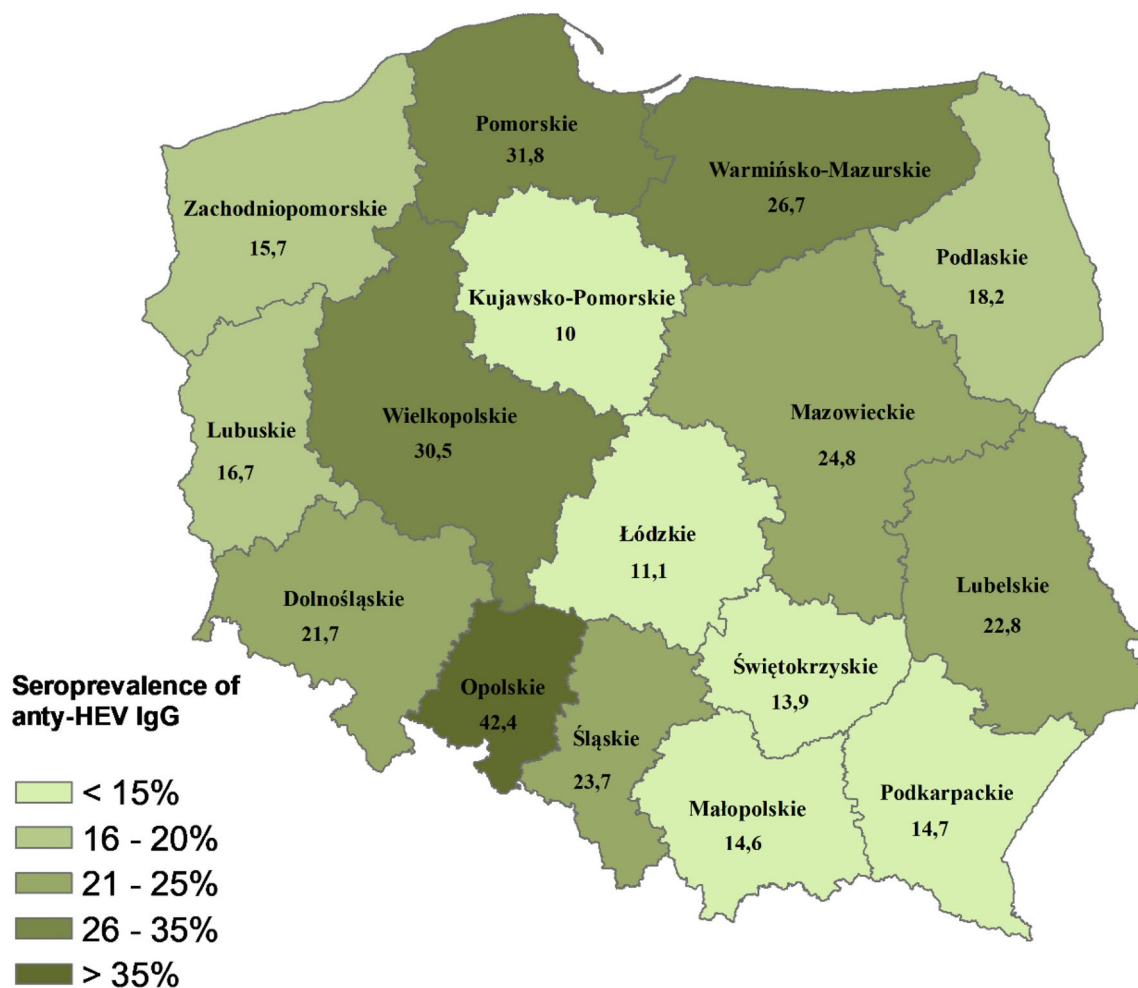 Pomorskie
31,8
Warmińsko-Mazurskie
26,7
Zachodniopomorskie
15,7
Podlaskie
18,2
Kujawsko-Pomorskie
10
Wielkopolskie
30,5
Mazowieckie
24,8
Lubuskie
16,7
Łódzkie
11,1
Dolnośląskie
21,7
Lubelskie
22,8
Świętokrzyskie
13,9
Opolskie
42,4
Śląskie
23,7
Małopolskie
14,6
Podkarpackie
14,7
Seroprevalence of
anty-HEV IgG
< 15%
16 - 20%
21 - 25%
26 - 35%
> 35%